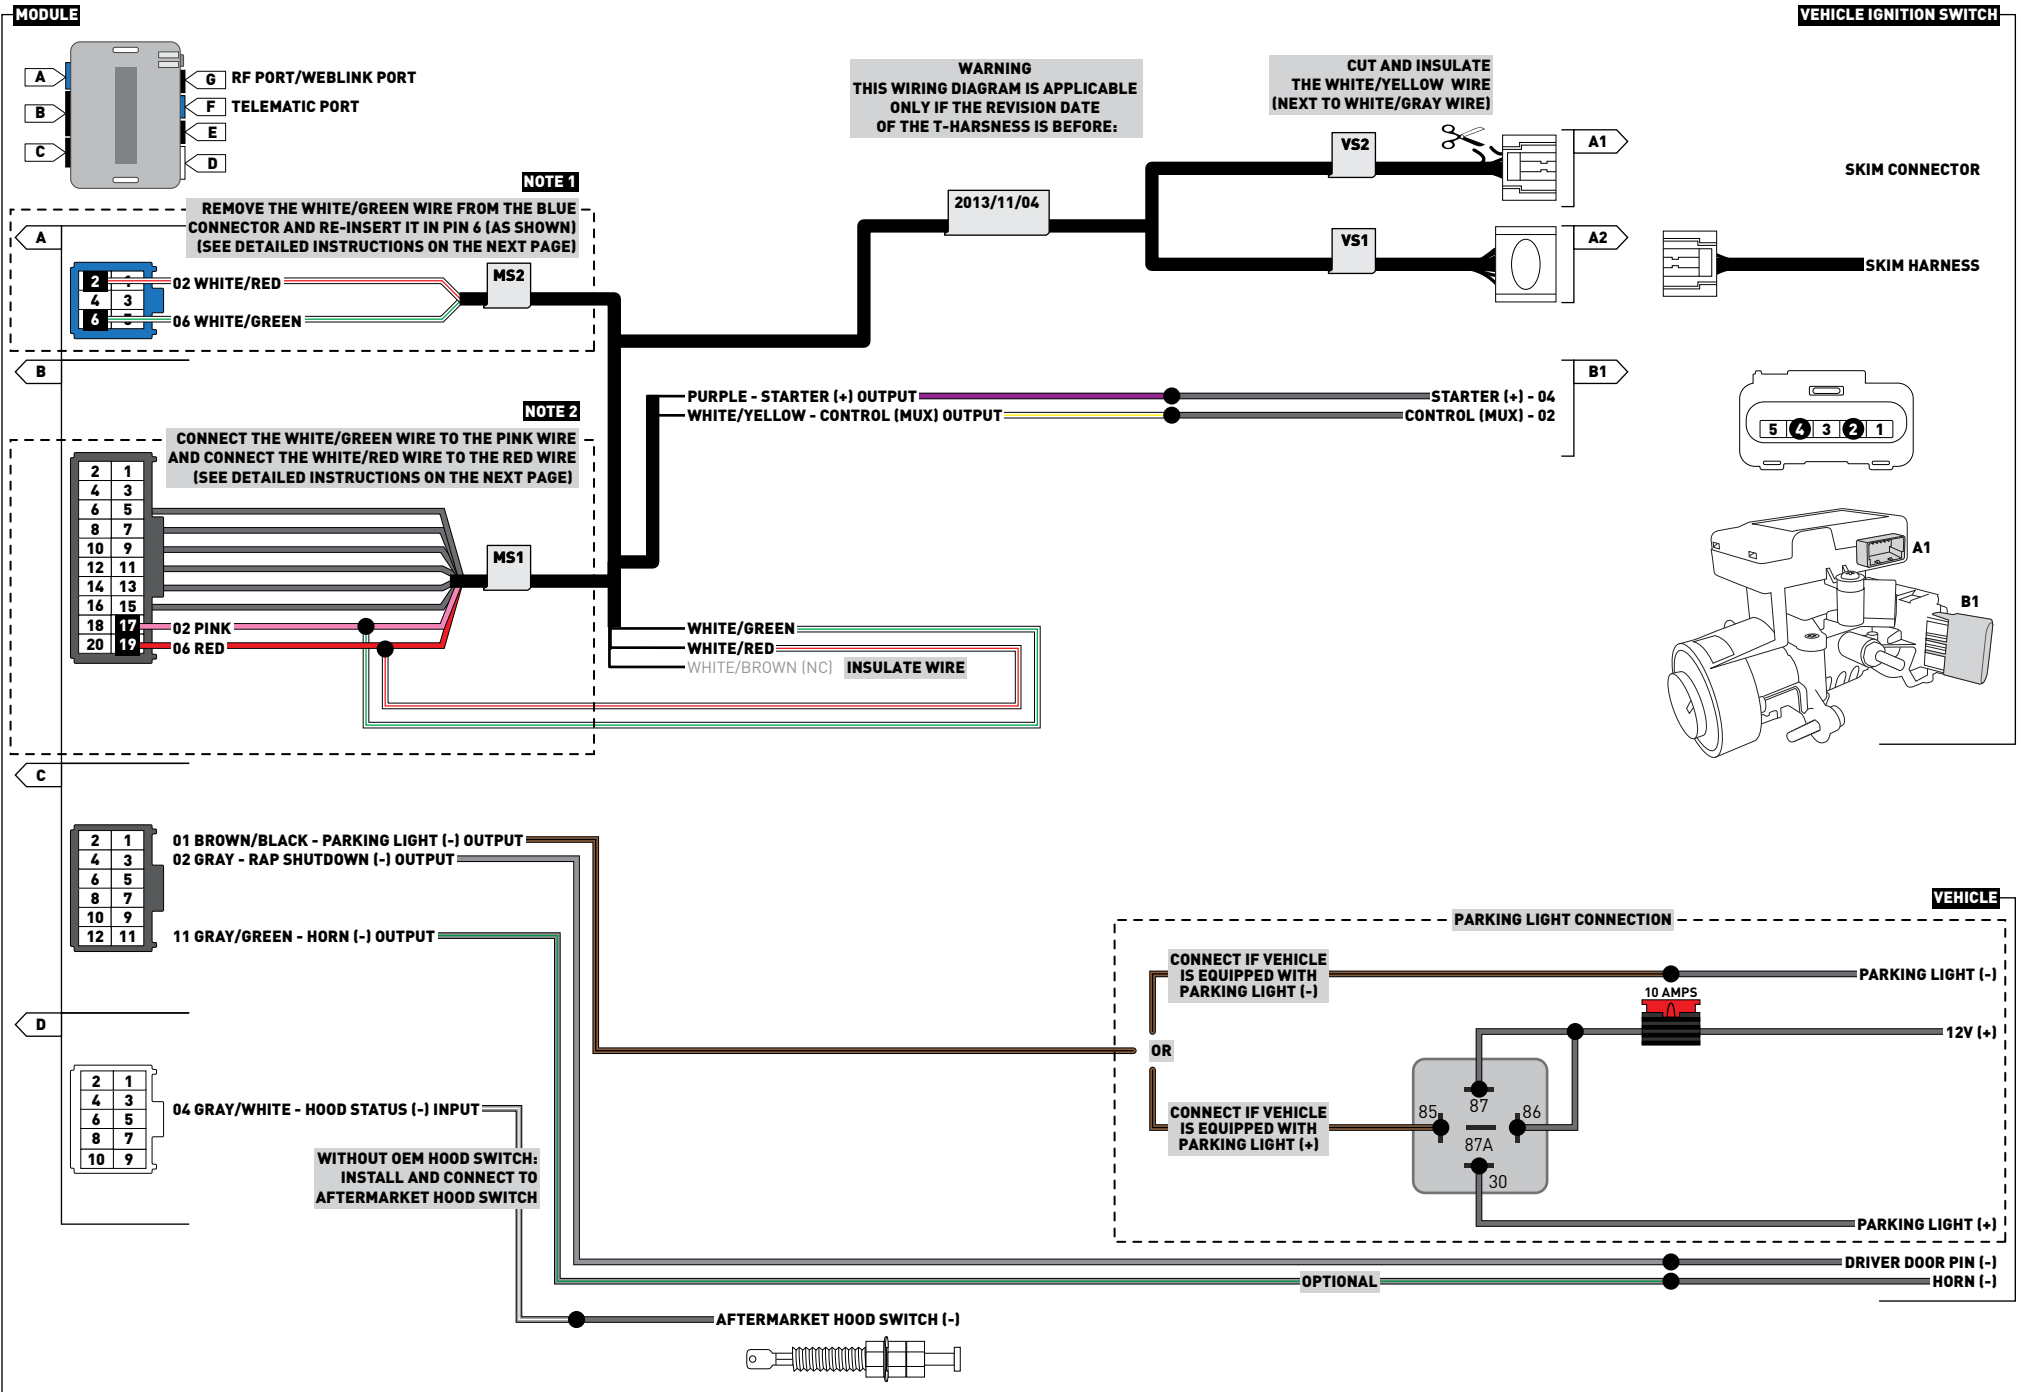 MODULE
VEHICLE IGNITION SWITCH
A
B
C
G RF PORT/WEBLINK PORT
F TELEMATIC PORT
E
D
WARNING
THIS WIRING DIAGRAM IS APPLICABLE
ONLY IF THE REVISION DATE
OF THE T-HARSNESS IS BEFORE:
2013/11/04
CUT AND INSULATE
THE WHITE/YELLOW WIRE
(NEXT TO WHITE/GRAY WIRE)
VS2
A1
SKIM CONNECTOR
VS1
A2
SKIM HARNESS
NOTE 1
REMOVE THE WHITE/GREEN WIRE FROM THE BLUE
CONNECTOR AND RE-INSERT IT IN PIN 6 (AS SHOWN)
(SEE DETAILED INSTRUCTIONS ON THE NEXT PAGE)
A
2 1
4 3
6 5
02 WHITE/RED
06 WHITE/GREEN
MS2
B
B1
PURPLE - STARTER (+) OUTPUT
STARTER (+) - 04
WHITE/YELLOW - CONTROL (MUX) OUTPUT
CONTROL (MUX) - 02
5 4 3 2 1
A1
B1
NOTE 2
CONNECT THE WHITE/GREEN WIRE TO THE PINK WIRE
AND CONNECT THE WHITE/RED WIRE TO THE RED WIRE
(SEE DETAILED INSTRUCTIONS ON THE NEXT PAGE)
2 1
4 3
6 5
8 7
10 9
12 11
14 13
16 15
18 17
20 19
02 PINK
06 RED
MS1
WHITE/GREEN
WHITE/RED
WHITE/BROWN (NC) INSULATE WIRE
C
2 1
4 3
6 5
8 7
10 9
12 11
01 BROWN/BLACK - PARKING LIGHT (-) OUTPUT
02 GRAY - RAP SHUTDOWN (-) OUTPUT
11 GRAY/GREEN - HORN (-) OUTPUT
VEHICLE
PARKING LIGHT CONNECTION
CONNECT IF VEHICLE
IS EQUIPPED WITH
PARKING LIGHT (-)
PARKING LIGHT (-)
10 AMPS
12V (+)
OR
CONNECT IF VEHICLE
IS EQUIPPED WITH
PARKING LIGHT (+)
85
87
86
87A
30
PARKING LIGHT (+)
D
2 1
4 3
6 5
8 7
10 9
04 GRAY/WHITE - HOOD STATUS (-) INPUT
WITHOUT OEM HOOD SWITCH:
INSTALL AND CONNECT TO
AFTERMARKET HOOD SWITCH
DRIVER DOOR PIN (-)
OPTIONAL
HORN (-)
AFTERMARKET HOOD SWITCH (-)